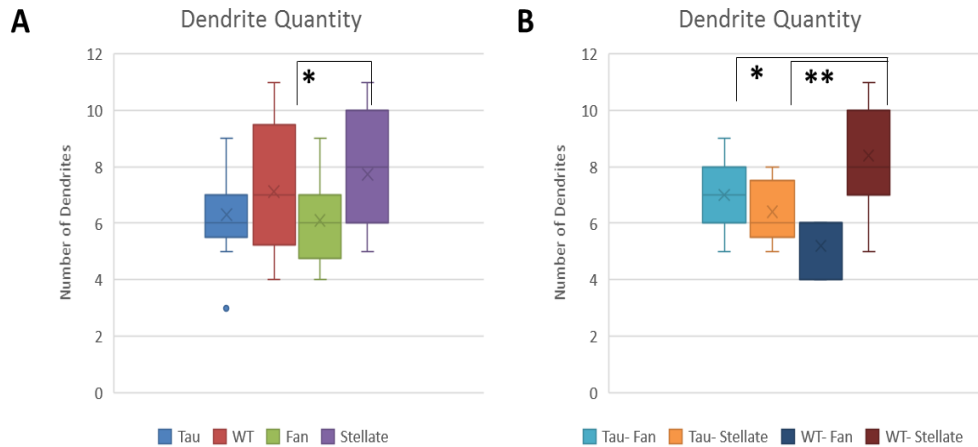 A
Dendrite Quantity
Number of Dendrites
12
10
8
6
4
2
0
*
Tau WT Fan Stellate
B
Dendrite Quantity
Number of Dendrites
12
10
8
6
4
2
0
* **
Tau- Fan Tau- Stellate WT- Fan WT- Stellate